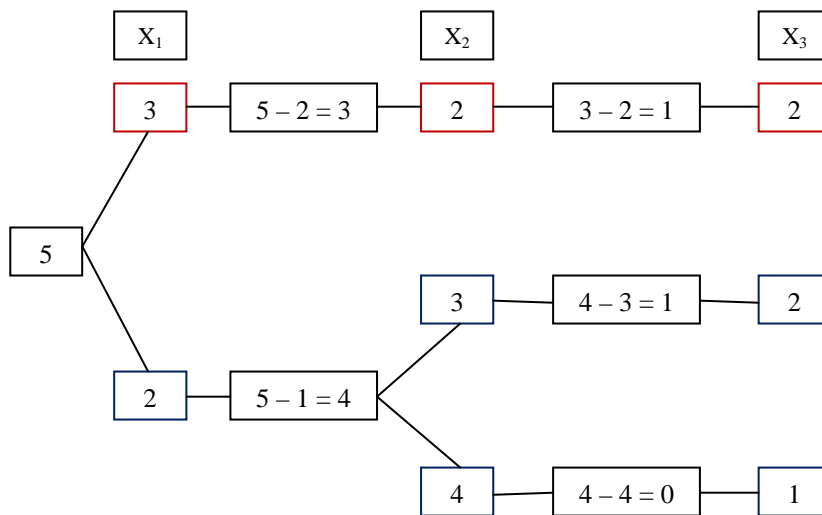 X₁ X₂ X₃
3 5 – 2 = 3 2 3 – 2 = 1 2
5
3 4 – 3 = 1 2
2 5 – 1 = 4
4 4 – 4 = 0 1